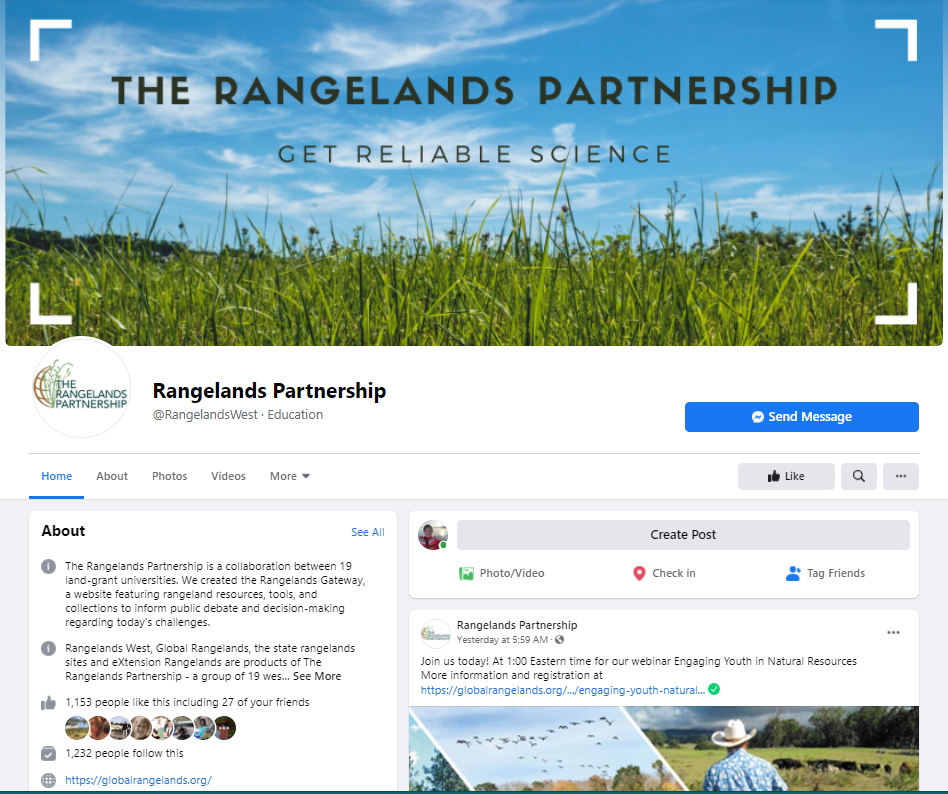 THE RANGELANDS PARTNERSHIP
GET RELIABLE SCIENCE
THE
RANGELANDS
PARTNERSHIP
Rangelands Partnership
@RangelandsWest · Education
Send Message
Home About Photos Videos More
Like
About
See All
The Rangelands Partnership is a collaboration between 19
land-grant universities. We created the Rangelands Gateway,
a website featuring rangeland resources, tools, and
collections to inform public debate and decision-making
regarding today's challenges.
Rangelands West, Global Rangelands, the state rangelands
sites and eXtension Rangelands are products of The
Rangelands Partnership - a group of 19 wes... See More
1,153 people like this including 27 of your friends
1,232 people follow this
https://globalrangelands.org/
Create Post
Photo/Video Check in Tag Friends
Rangelands Partnership
Yesterday at 5:59 AM ·
Join us today! At 1:00 Eastern time for our webinar Engaging Youth in Natural Resources
More information and registration at
https://globalrangelands.org/.../engaging-youth-natural...